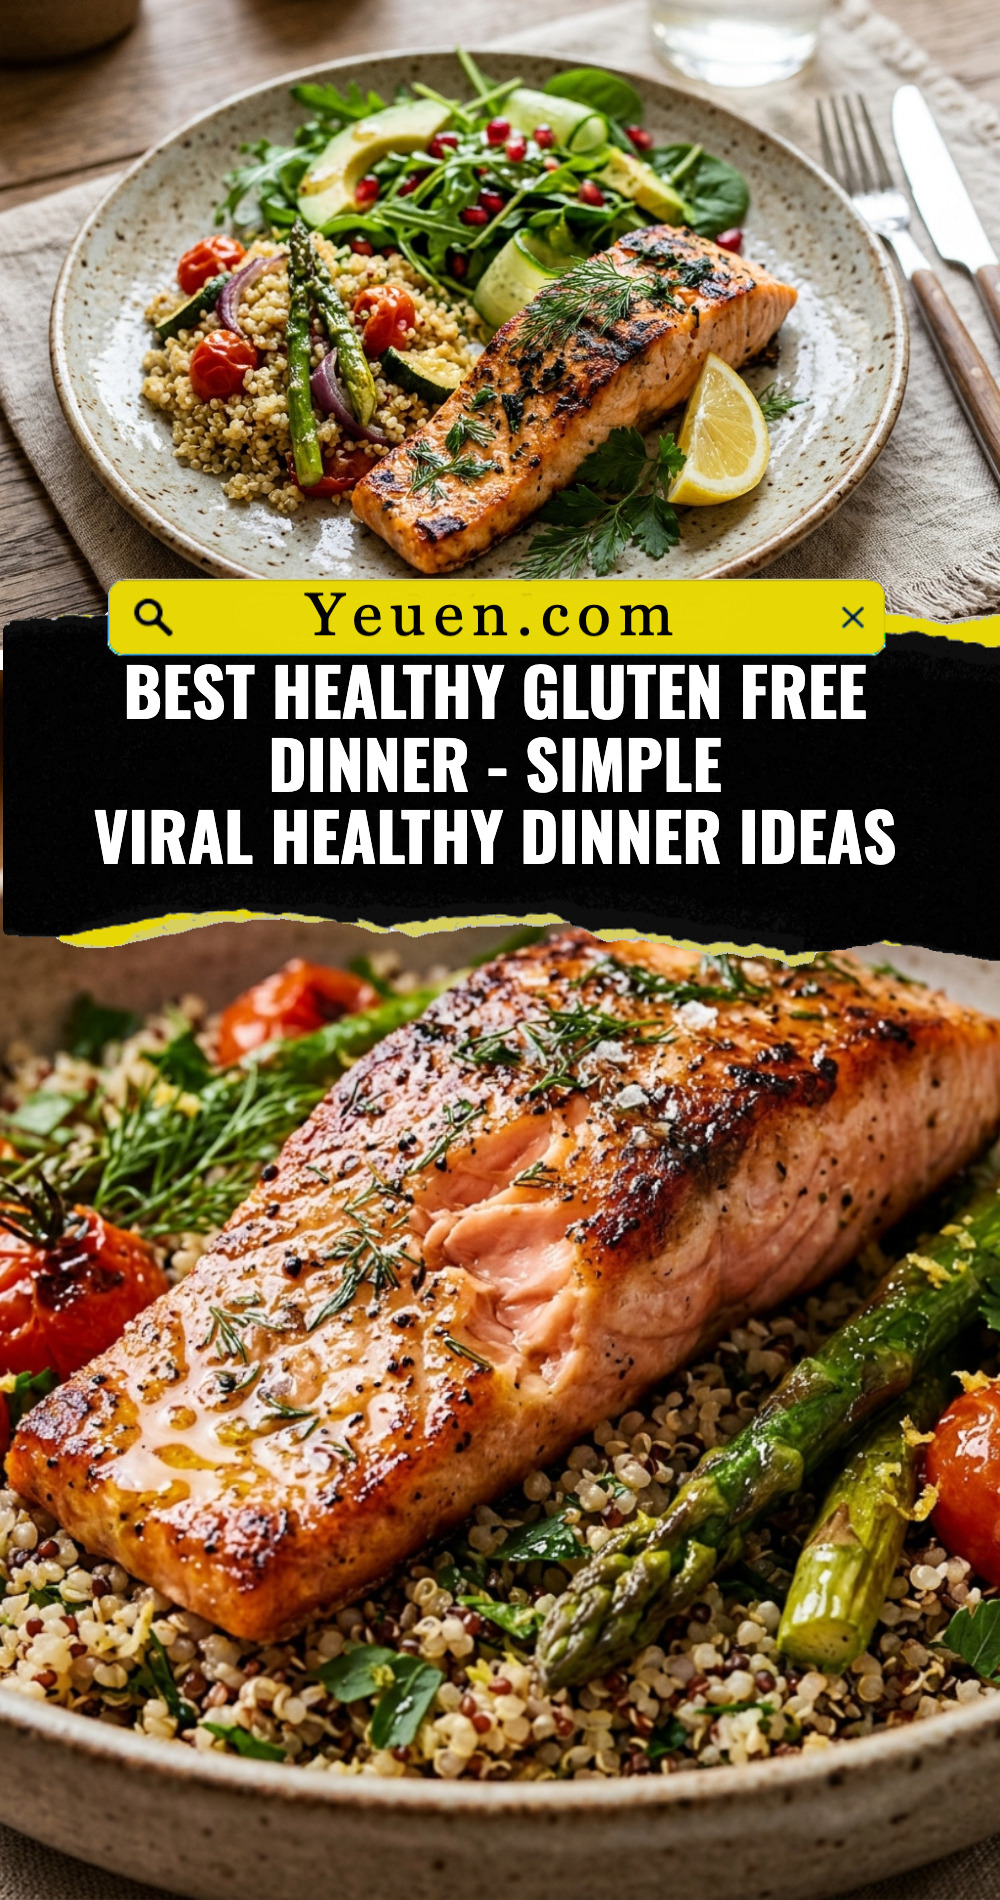 Yeuen.com
BEST HEALTHY GLUTEN FREE
DINNER - SIMPLE
VIRAL HEALTHY DINNER IDEAS